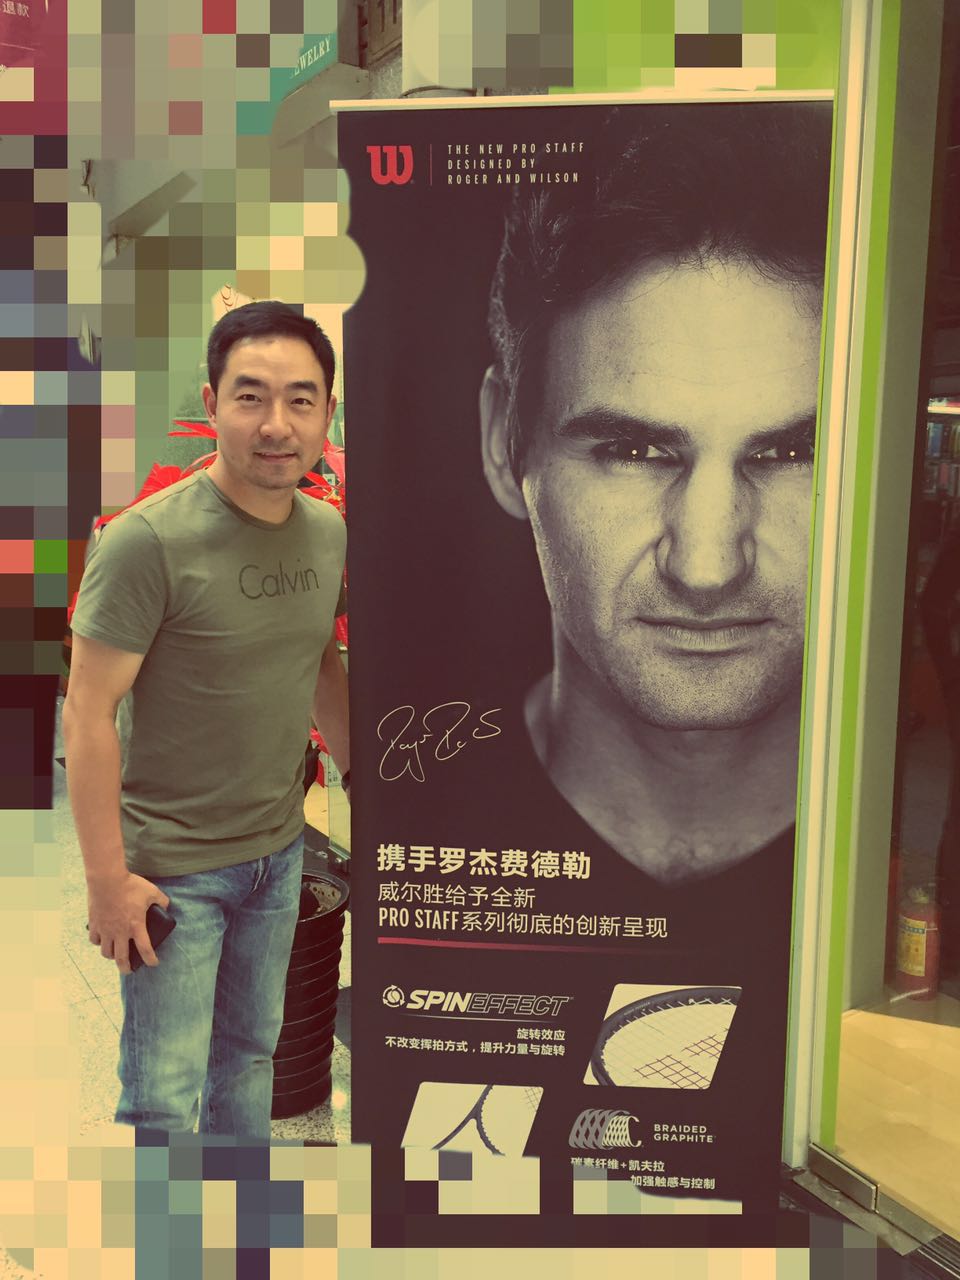 退款
EWELRY
W
THE NEW PRO STAFF
DESIGNED BY
ROGER AND WILSON
Calvin
携手罗杰费德勒
威尔胜给予全新
PRO STAFF系列彻底的创新呈现
SPINEFFECT
旋转效应
不改变挥拍方式，提升力量与旋转
BRAIDED
GRAPHITE
碳素纤维+凯夫拉
加强触感与控制